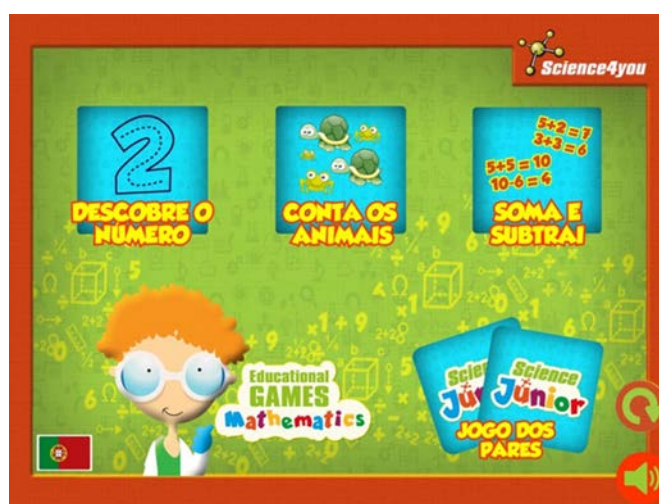 Science4you
2
5+2=7
3+3=6
5+5=10
10-6=4
DESCOBRE O
NÚMERO
CONTA OS
ANIMAIS
SOMA E
SUBTRAI
Educational
GAMES
Mathematics
Science
Júnior
JOGO DOS
PARES